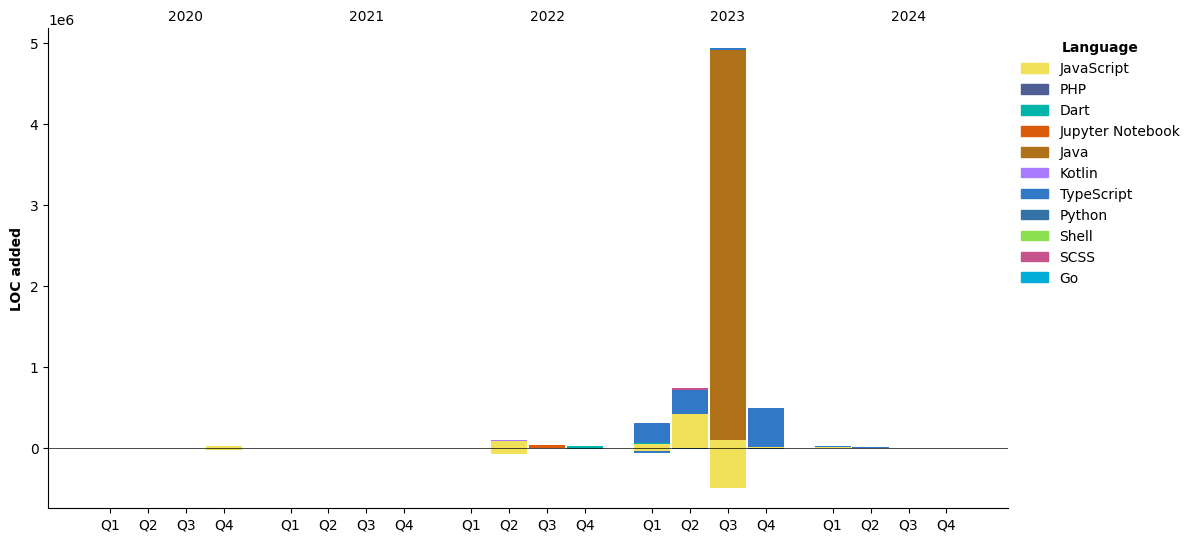 1e6
2020 2021 2022 2023 2024
5
4
3
2
1
0
LOC added
Q1 Q2 Q3 Q4 Q1 Q2 Q3 Q4 Q1 Q2 Q3 Q4 Q1 Q2 Q3 Q4 Q1 Q2 Q3 Q4
Language
JavaScript
PHP
Dart
Jupyter Notebook
Java
Kotlin
TypeScript
Python
Shell
SCSS
Go